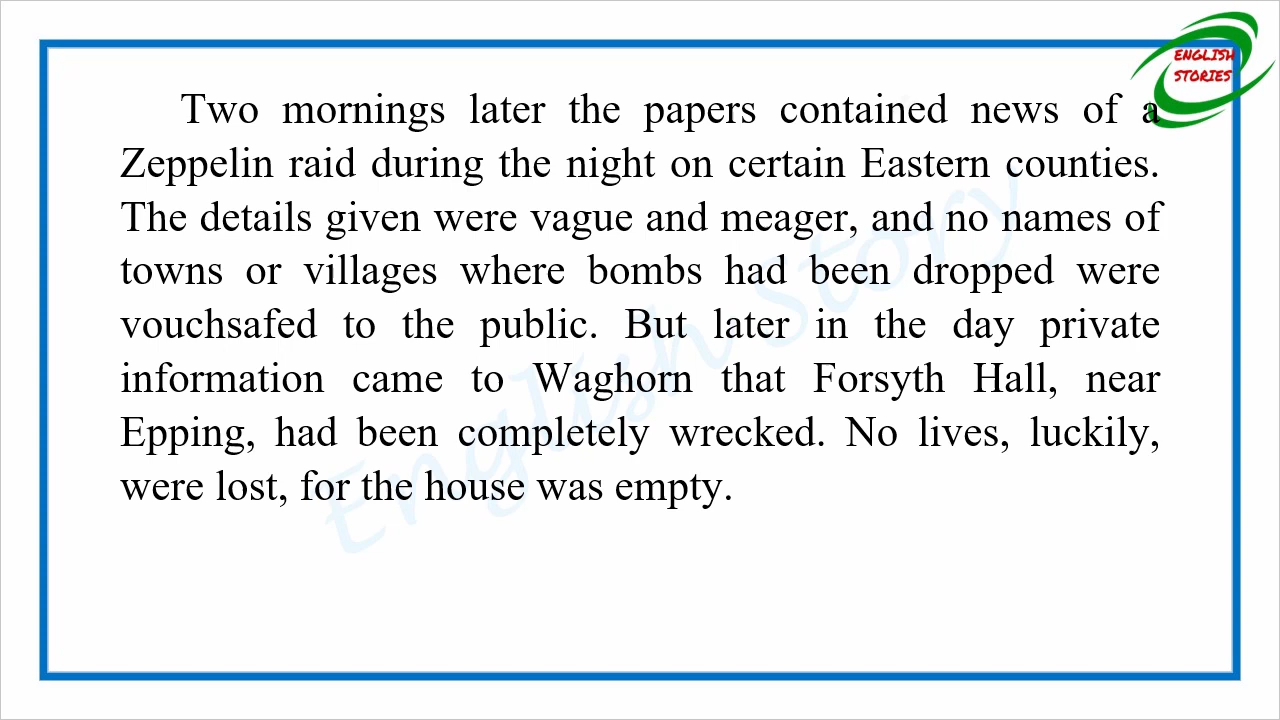 ENGLISH
STORIES
Two mornings later the papers contained news of a
Zeppelin raid during the night on certain Eastern counties.
The details given were vague and meager, and no names of
towns or villages where bombs had been dropped were
vouchsafed to the public. But later in the day private
information came to Waghorn that Forsyth Hall, near
Epping, had been completely wrecked. No lives, luckily,
were lost, for the house was empty.
English Story